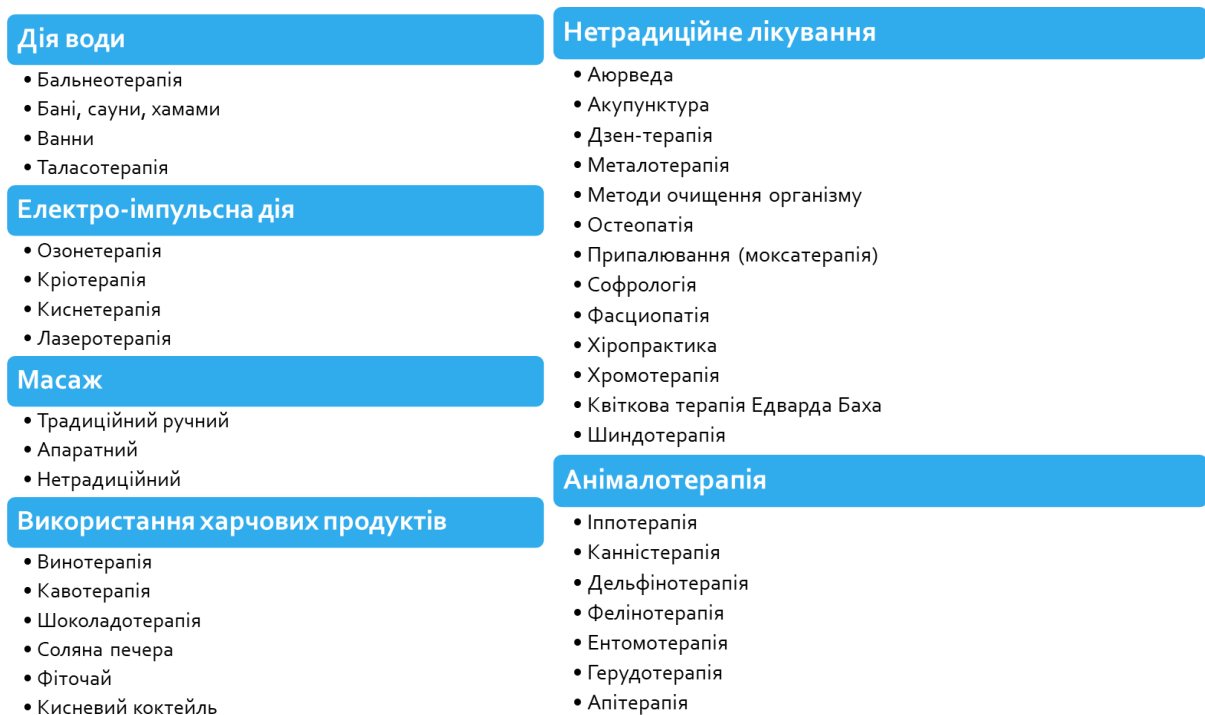 Дія води
• Бальнеотерапія
• Бані, сауни, хамами
• Ванни
• Таласотерапія
Електро-імпульсна дія
• Озонетерапія
• Кріотерапія
• Киснетерапія
• Лазеротерапія
Масаж
• Традиційний ручний
• Апаратний
• Нетрадиційний
Використання харчових продуктів
• Винотерапія
• Кавотерапія
• Шоколадотерапія
• Соляна печера
• Фіточай
• Кисневий коктейль
Нетрадиційне лікування
• Аюрведа
• Акупунктура
• Дзен-терапія
• Металотерапія
• Методи очищення організму
• Остеопатія
• Припалювання (моксатерапія)
• Софрологія
• Фасциопатія
• Хіропрактика
• Хромотерапія
• Квіткова терапія Едварда Баха
• Шиндотерапія
Анімалотерапія
• Іппотерапія
• Канністерапія
• Дельфінотерапія
• Фелінотерапія
• Ентомотерапія
• Герудотерапія
• Апітерапія